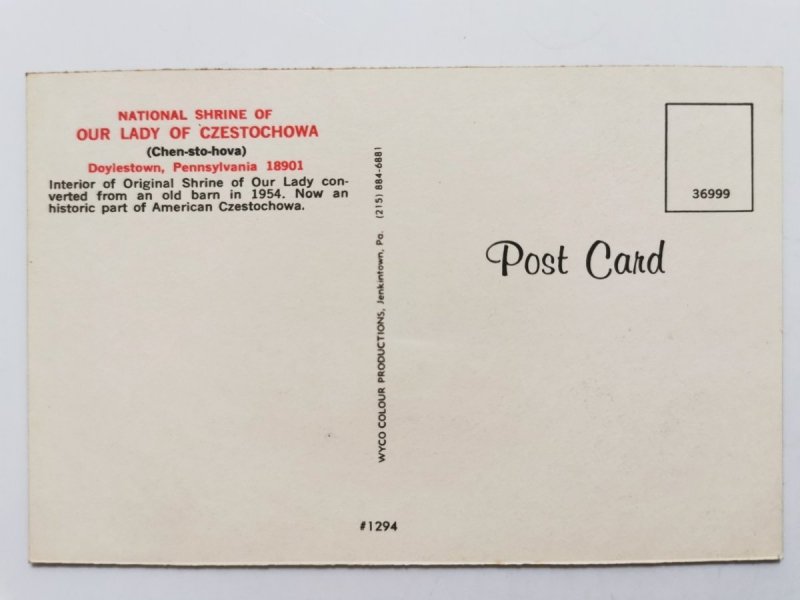 NATIONAL SHRINE OF
OUR LADY OF CZESTOCHOWA
(Chen-sto-hova)
Doylestown, Pennsylvania 18901
Interior of Original Shrine of Our Lady con-
verted from an old barn in 1954. Now an
historic part of American Czestochowa.
WYCO COLOUR PRODUCTIONS, Jenkintown, Pa. (215) 884-6881
36999
Post Card
#1294